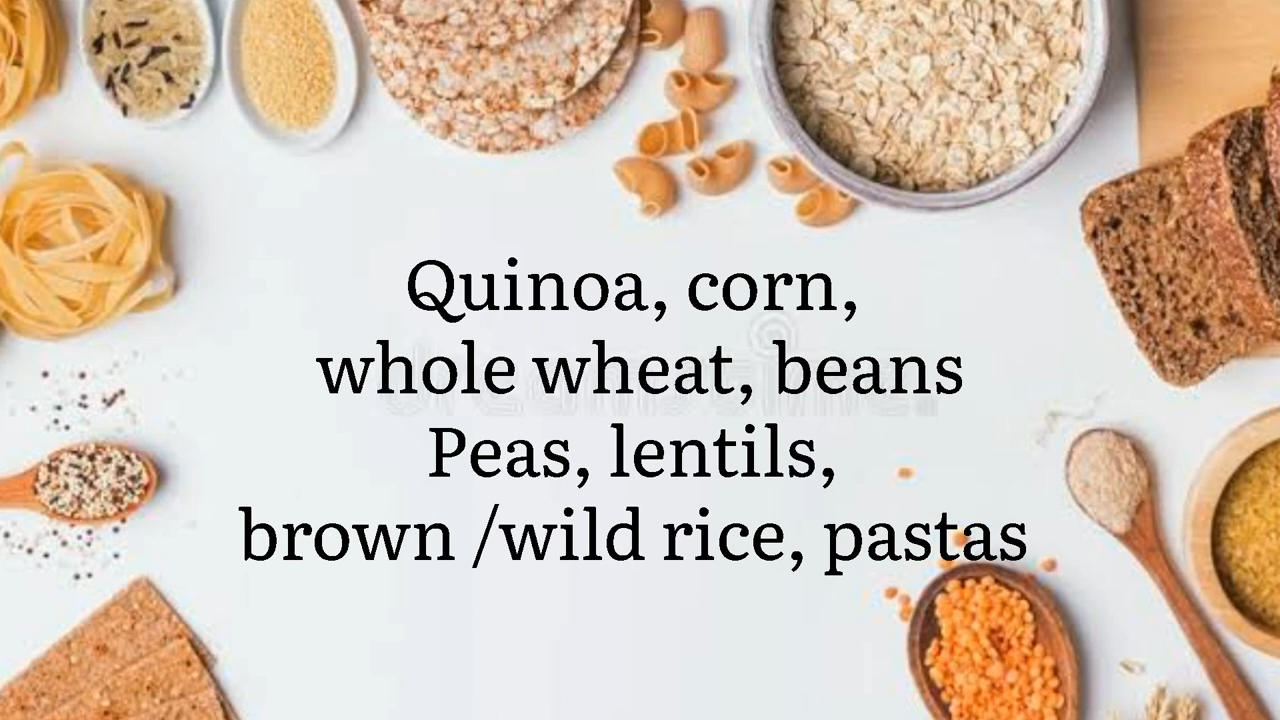 Quinoa, corn,
whole wheat, beans
Peas, lentils,
brown /wild rice, pastas